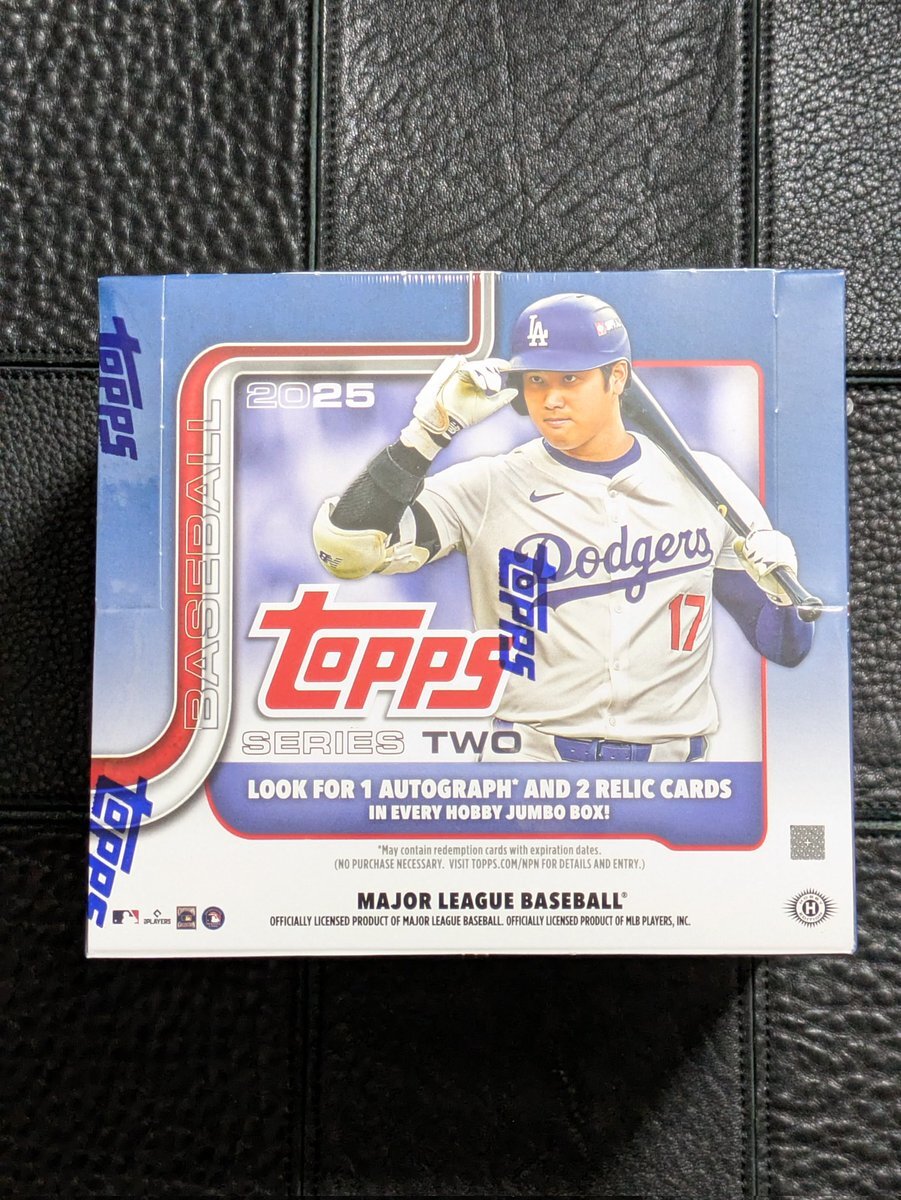 2025
BASEBALL
LA
Dodgers
17
TOPPS
SERIES TWO
LOOK FOR 1 AUTOGRAPH* AND 2 RELIC CARDS
IN EVERY HOBBY JUMBO BOX!
*May contain redemption cards with expiration dates.
(NO PURCHASE NECESSARY. VISIT TOPPS.COM/NPN FOR DETAILS AND ENTRY.)
MAJOR LEAGUE BASEBALL®
OFFICIALLY LICENSED PRODUCT OF MAJOR LEAGUE BASEBALL. OFFICIALLY LICENSED PRODUCT OF MLB PLAYERS, INC.
PLAYERS
H
TOPPS
TOPPS
TOPPS